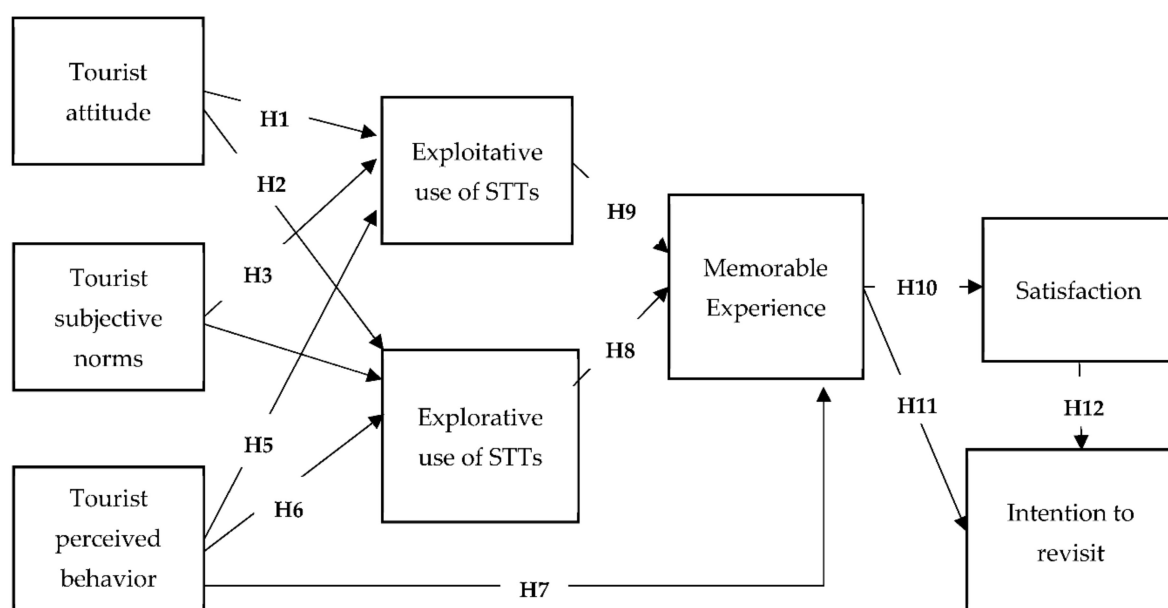 Tourist
attitude
H1
H2
Exploitative
use of STTs
H9
Tourist
subjective
norms
H3
Memorable
Experience
H10
Satisfaction
H8
Explorative
use of STTs
H11
H12
H5
H6
Tourist
perceived
behavior
H7
Intention to
revisit